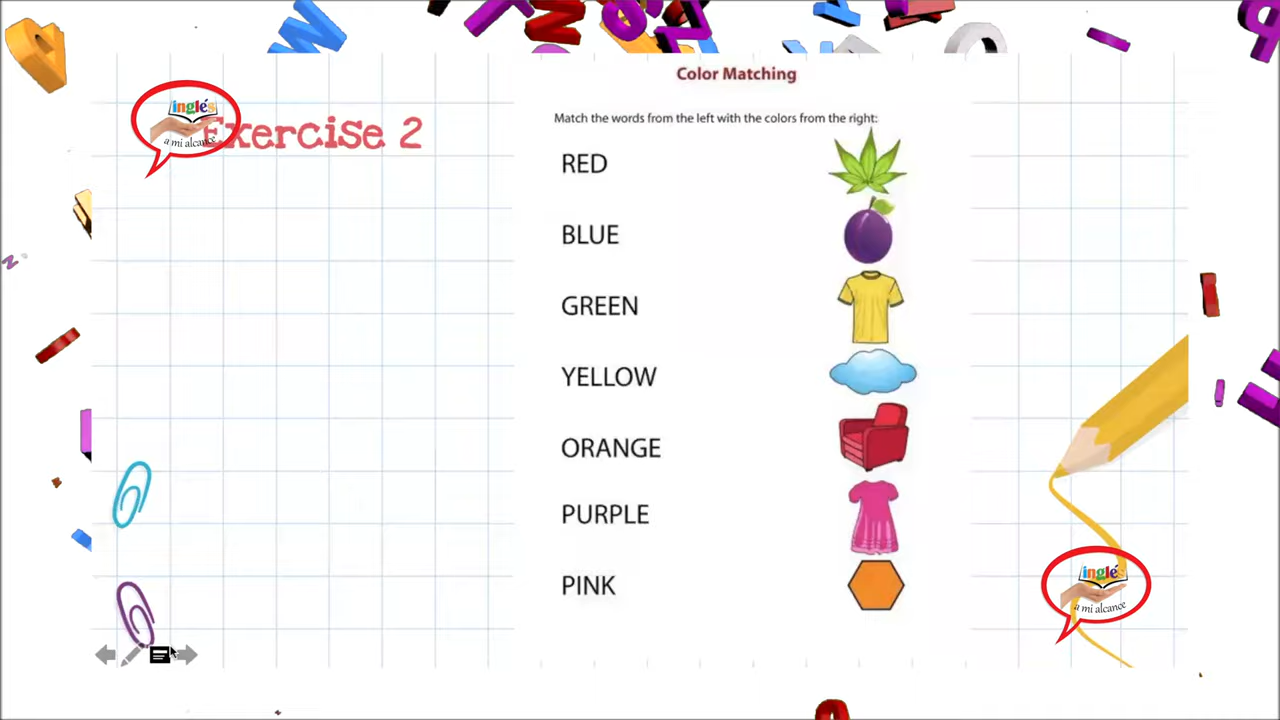 inglés
a mi alcance
Exercise 2
Color Matching
Match the words from the left with the colors from the right:
RED
BLUE
GREEN
YELLOW
ORANGE
PURPLE
PINK
inglés
a mi alcance